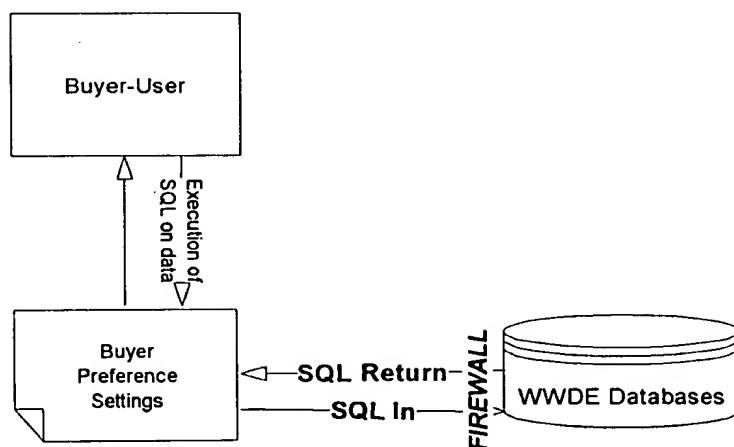 Buyer-User
Execution of
SQL on data
Buyer
Preference
Settings
SQL Return
SQL In
FIREWALL
WWDE Databases